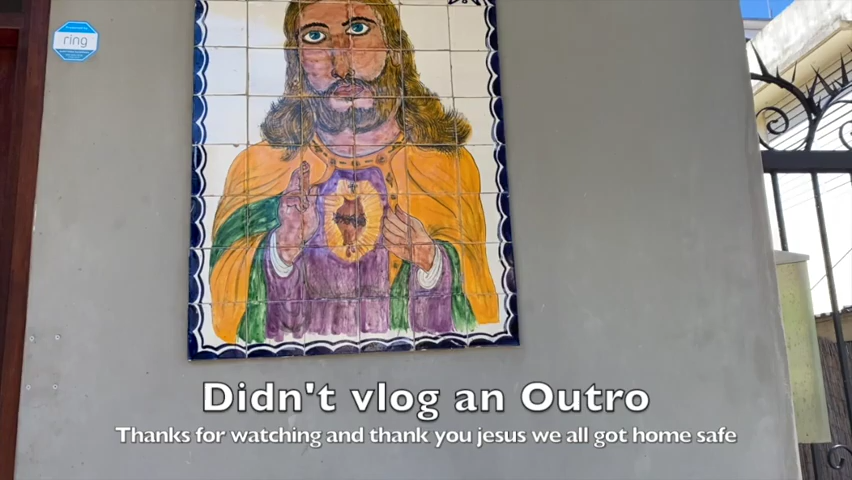 ring
Didn't vlog an Outro
Thanks for watching and thank you jesus we all got home safe